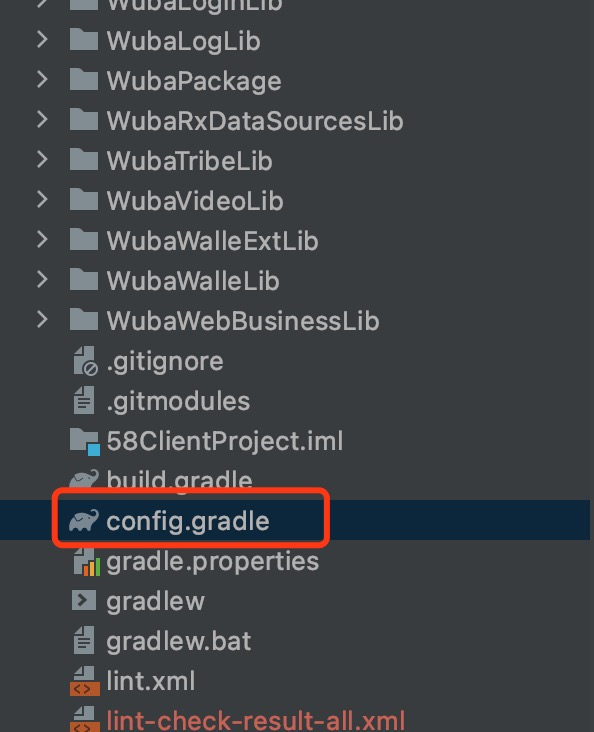 WubaLoginLib
WubaLogLib
WubaPackage
WubaRxDataSourcesLib
WubaTribeLib
WubaVideoLib
WubaWalleExtLib
WubaWalleLib
WubaWebBusinessLib
.gitignore
.gitmodules
58ClientProject.iml
build.gradle
config.gradle
gradle.properties
gradlew
gradlew.bat
lint.xml
lint-check-result-all.xml